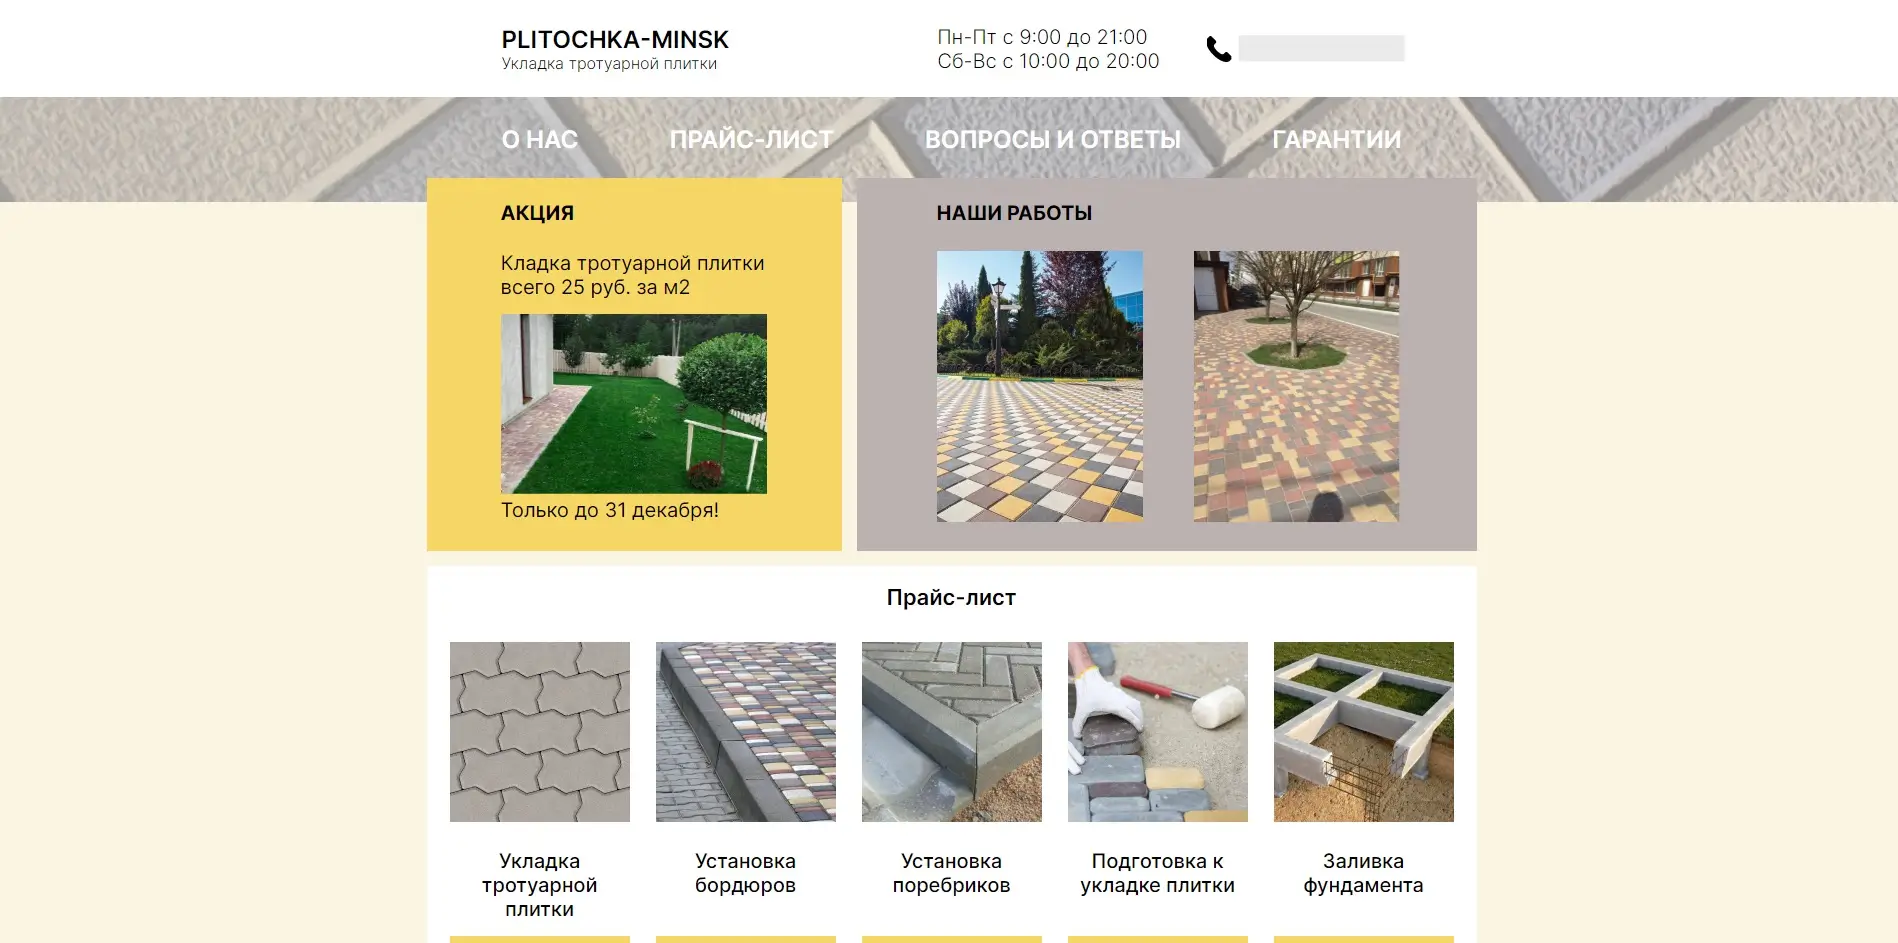 PLITOCHKA-MINSK
Укладка тротуарной плитки
Пн-Пт с 9:00 до 21:00
Сб-Вс с 10:00 до 20:00
О НАС
ПРАЙС-ЛИСТ
ВОПРОСЫ И ОТВЕТЫ
ГАРАНТИИ
АКЦИЯ
Кладка тротуарной плитки
всего 25 руб. за м2
Только до 31 декабря!
НАШИ РАБОТЫ
Прайс-лист
Укладка
тротуарной
плитки
Установка
бордюров
Установка
поребриков
Подготовка к
укладке плитки
Заливка
фундамента